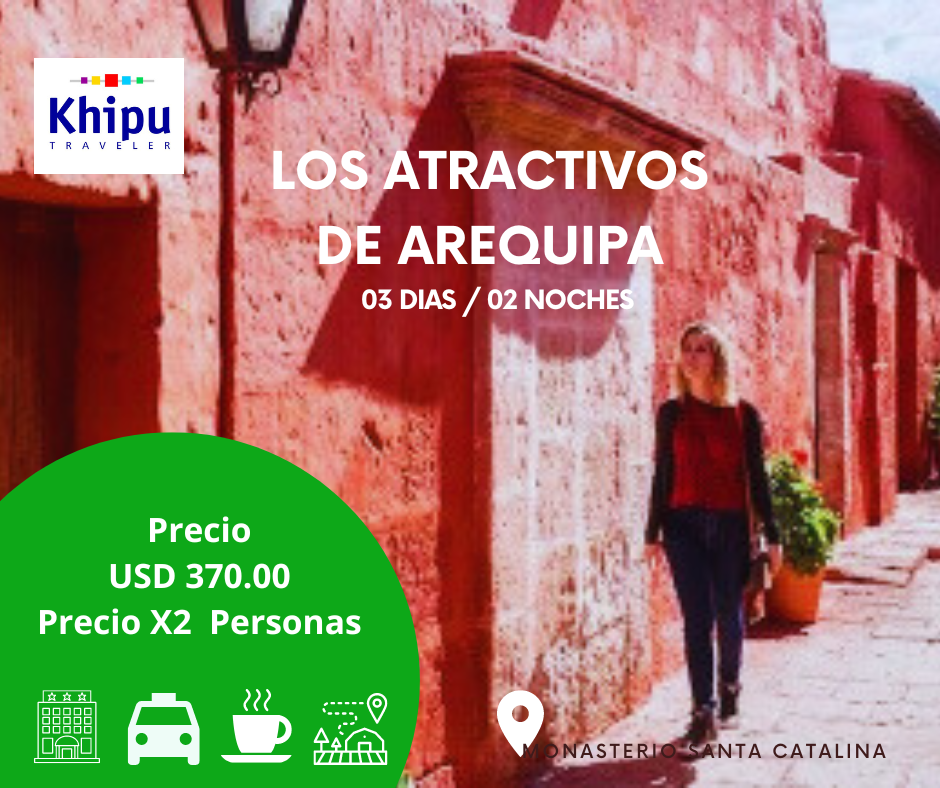 Khipu
TRAVELER
LOS ATRACTIVOS
DE AREQUIPA
03 DIAS / 02 NOCHES
Precio
USD 370.00
Precio X2 Personas
MONASTERIO SANTA CATALINA